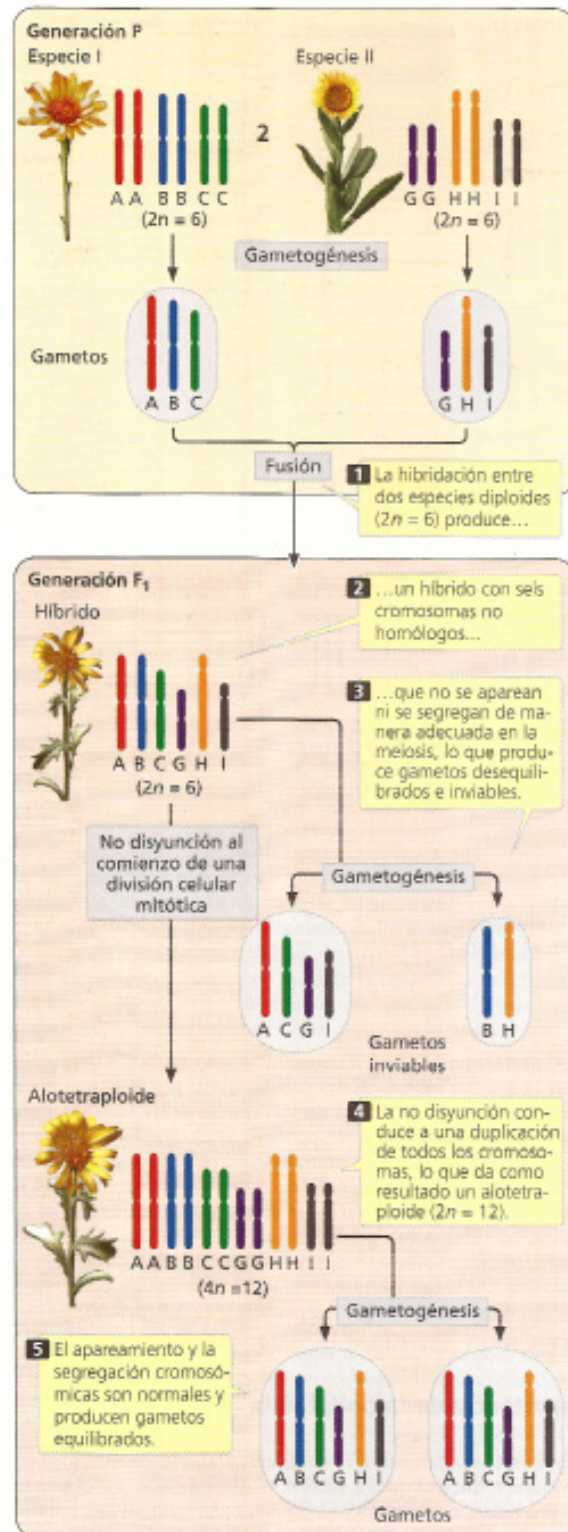 Generación P
Especie I
Especie II
2
A A B B C C
G G H H I I
(2n = 6)
(2n = 6)
Gametogénesis
Gametos
A B C
G H I
Fusión
1 La hibridación entre
dos especies diploides
(2n = 6) produce...
Generación F1
Híbrido
2 ...un híbrido con seis
cromosomas no
homólogos...
A B C G H I
(2n = 6)
3 ...que no se aparean
ni se segregan de ma-
nera adecuada en la
meiosis, lo que produ-
ce gametos desequili-
brados e inviables.
No disyunción al
comienzo de una
división celular
mitótica
Gametogénesis
A C G I
B H
Gametos
inviables
Alotetraploide
4 La no disyunción con-
duce a una duplicación
de todos los cromoso-
mas, lo que da como
resultado un alotetra-
ploide (2n = 12).
A A B B C C G G H H I I
(4n =12)
Gametogénesis
5 El apareamiento y la
segregación cromosó-
micas son normales y
producen gametos
equilibrados.
A B C G H I
A B C G H I
Gametos